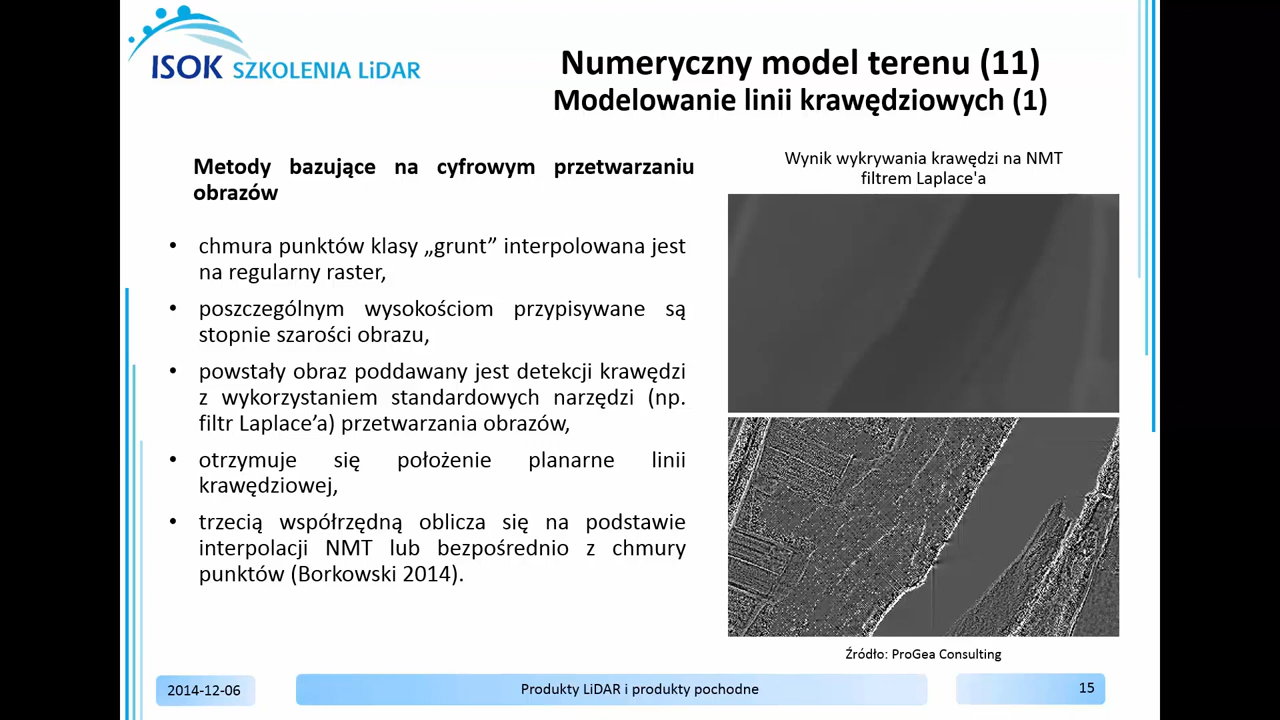 ISOK SZKOLENIA LiDAR
Numeryczny model terenu (11)
Modelowanie linii krawędziowych (1)
Metody bazujące na cyfrowym przetwarzaniu
obrazów
• chmura punktów klasy „grunt” interpolowana jest
na regularny raster,
• poszczególnym wysokościom przypisywane są
stopnie szarości obrazu,
• powstały obraz poddawany jest detekcji krawędzi
z wykorzystaniem standardowych narzędzi (np.
filtr Laplace’a) przetwarzania obrazów,
• otrzymuje się położenie planarne linii
krawędziowej,
• trzecią współrzędną oblicza się na podstawie
interpolacji NMT lub bezpośrednio z chmury
punktów (Borkowski 2014).
Wynik wykrywania krawędzi na NMT
filtrem Laplace'a
Źródło: ProGea Consulting
2014-12-06
Produkty LiDAR i produkty pochodne
15